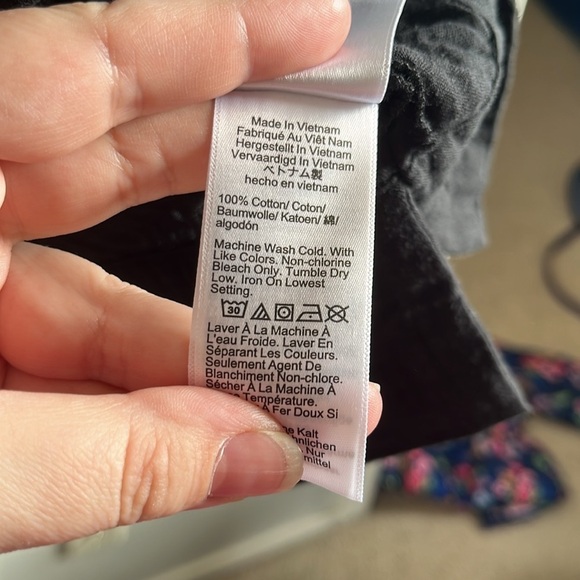 Made In Vietnam
Fabriqué Au Viêt Nam
Hergestellt In Vietnam
Vervaardigd In Vietnam
ベトナム製
hecho en vietnam
100% Cotton/ Coton/
Baumwolle/ Katoen/ 綿/
algodón
Machine Wash Cold. With
Like Colors. Non-chlorine
Bleach Only. Tumble Dry
Low. Iron On Lowest
Setting.
30
Laver À La Machine À
L'eau Froide. Laver En
Séparant Les Couleurs.
Seulement Agent De
Blanchiment Non-chlore.
Sécher À La Machine À
Température.
À Fer Doux Si
Kalt
Nur